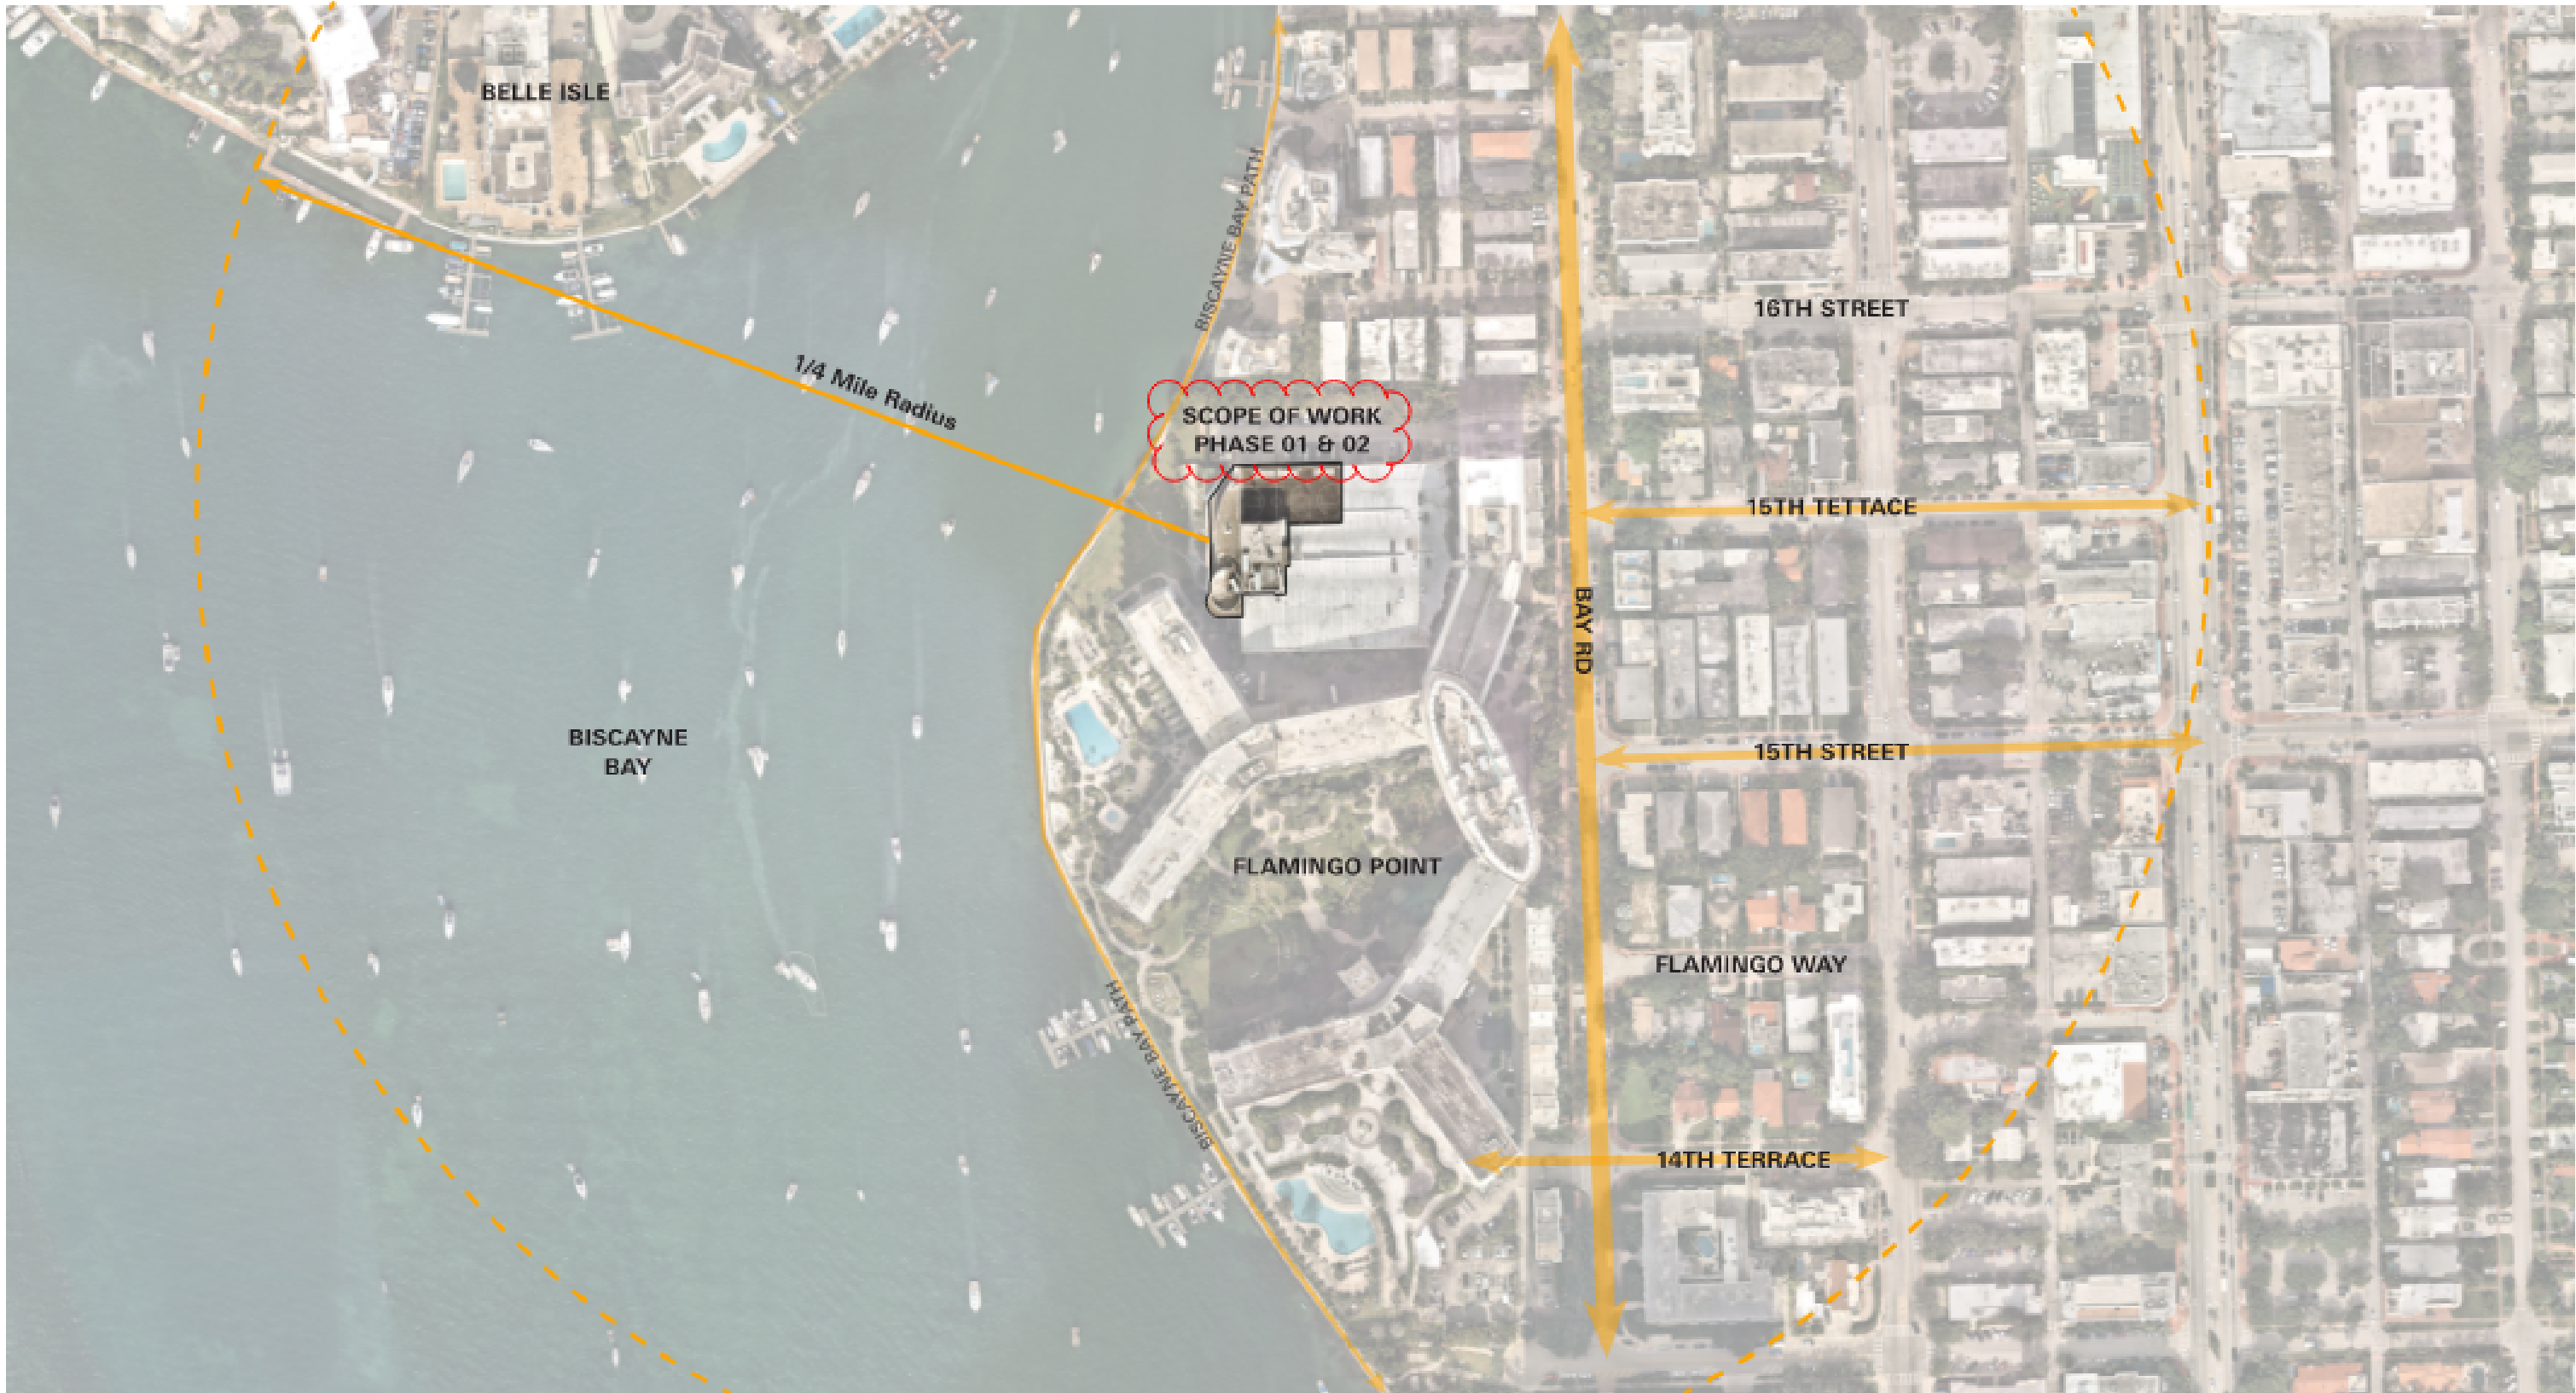 BELLE ISLE
BISCAYNE BAY PATH
16TH STREET
1/4 Mile Radius
SCOPE OF WORK
PHASE 01 & 02
15TH TETTACE
BAY RD
BISCAYNE
BAY
15TH STREET
FLAMINGO POINT
FLAMINGO WAY
BISCAYNE BAY PATH
14TH TERRACE